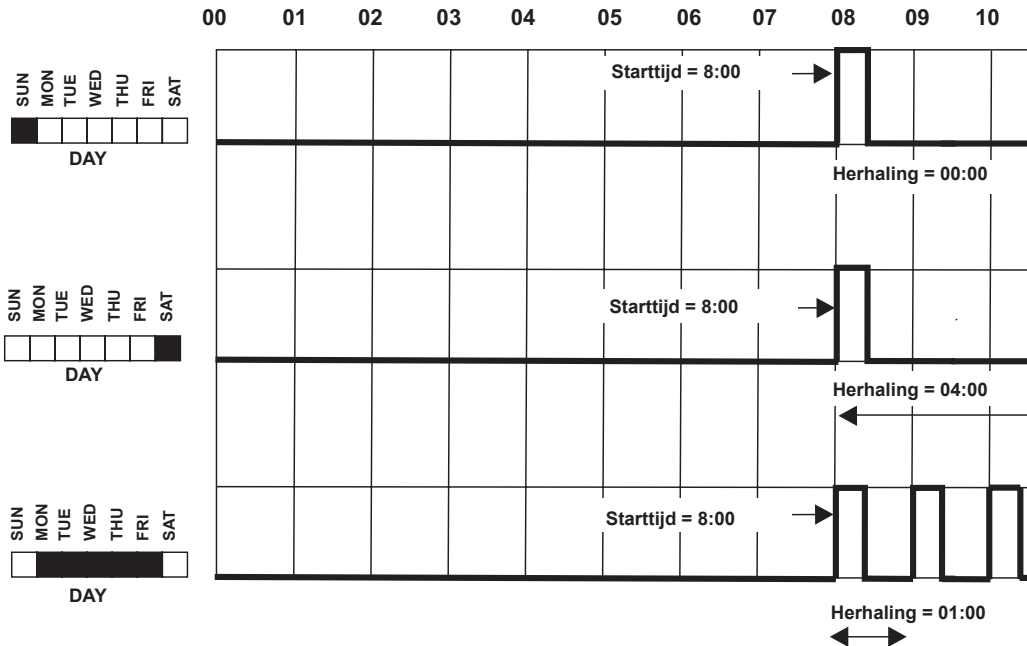 00 01 02 03 04 05 06 07 08 09 10
Starttijd = 8:00
SUN MON TUE WED THU FRI SAT
DAY
Herhaling = 00:00
Starttijd = 8:00
SUN MON TUE WED THU FRI SAT
DAY
Herhaling = 04:00
Starttijd = 8:00
SUN MON TUE WED THU FRI SAT
DAY
Herhaling = 01:00